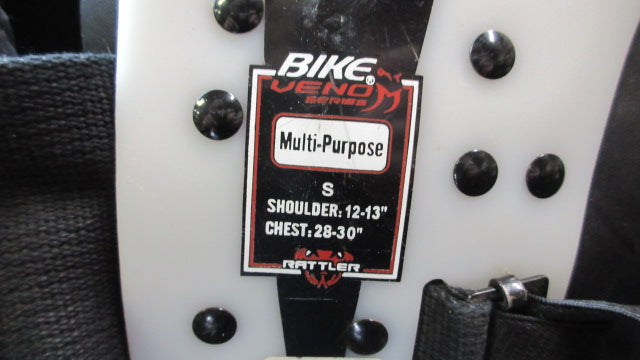 BIKE®
VENOM
SERIES
Multi-Purpose
S
SHOULDER: 12-13"
CHEST: 28-30"
RATTLER